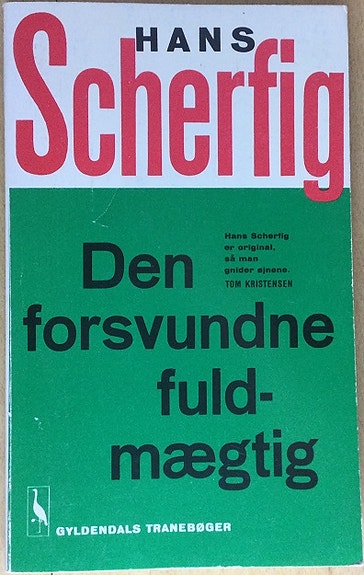 HANS
Scherfig
Hans Scherfig
er original,
så man
gnider øjnene.
TOM KRISTENSEN
Den
forsvundne
fuld-
mægtig
GYLDENDALS TRANEBØGER